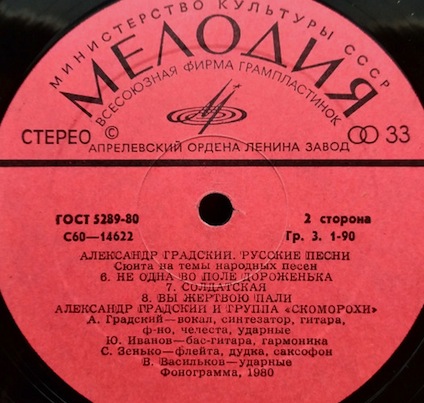 МИНИСТЕРСТВО КУЛЬТУРЫ СССР
МЕЛОДИЯ
ВСЕСОЮЗНАЯ ФИРМА ГРАМПЛАСТИНОК
СТЕРЕО © 33
АПРЕЛЕВСКИЙ ОРДЕНА ЛЕНИНА ЗАВОД
ГОСТ 5289-80 2 сторона
С60—14622 Гр. 3. 1-90
АЛЕКСАНДР ГРАДСКИЙ. РУССКИЕ ПЕСНИ
Сюита на темы народных песен
6. НЕ ОДНА ВО ПОЛЕ ДОРОЖЕНЬКА
7. СОЛДАТСКАЯ
8. ВЫ ЖЕРТВОЮ ПАЛИ
АЛЕКСАНДР ГРАДСКИЙ И ГРУППА «СКОМОРОХИ»
А. Градский—вокал, синтезатор, гитара,
ф-но, челеста, ударные
Ю. Иванов—бас-гитара, гармоника
С. Зенько—флейта, дудка, саксофон
В. Васильков—ударные
Фонограмма, 1980